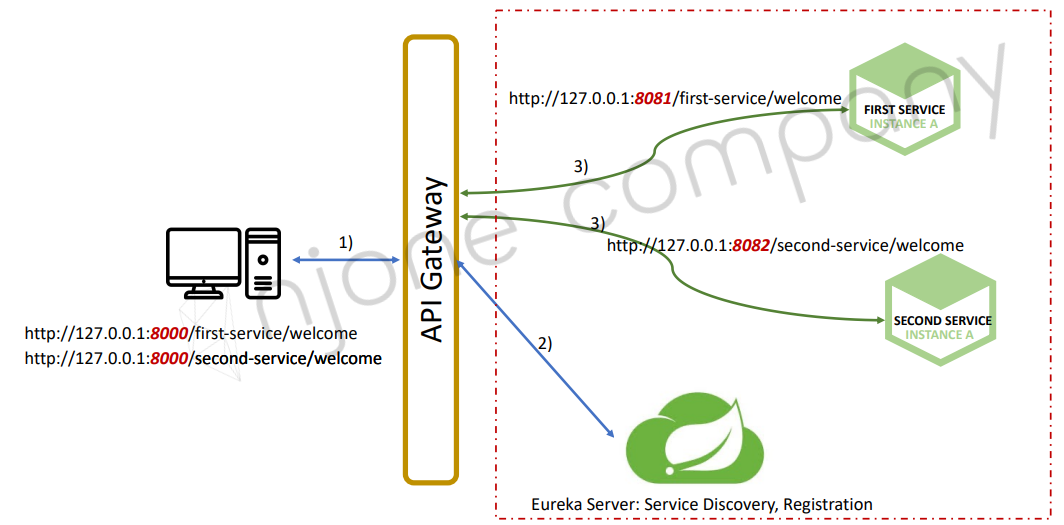 http://127.0.0.1:8081/first-service/welcome
FIRST SERVICE
INSTANCE A
3)
API Gateway
3)
1)
http://127.0.0.1:8082/second-service/welcome
njone company
http://127.0.0.1:8000/first-service/welcome
http://127.0.0.1:8000/second-service/welcome
2)
SECOND SERVICE
INSTANCE A
Eureka Server: Service Discovery, Registration